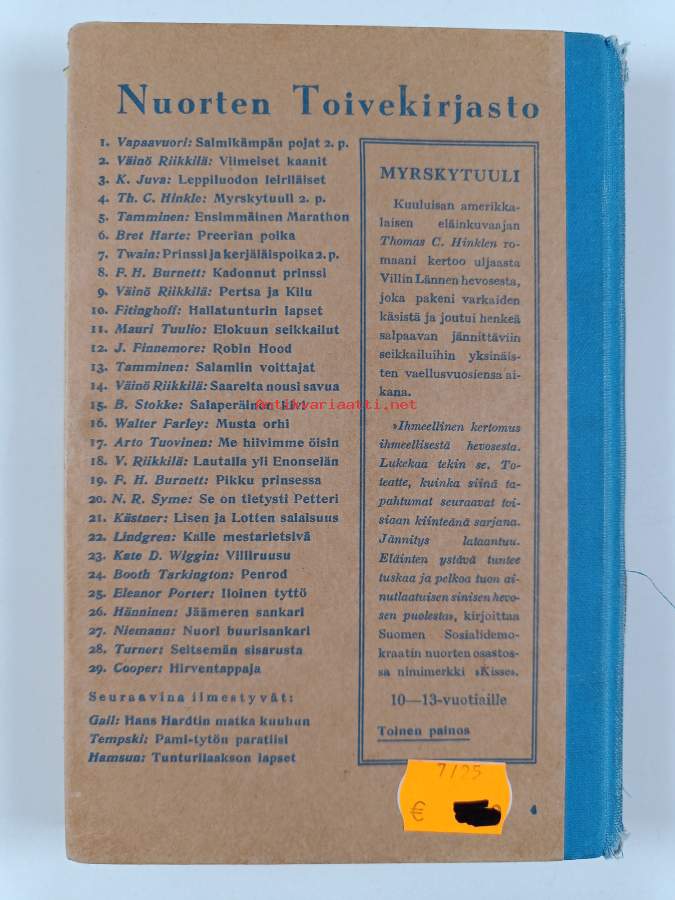 Nuorten Toivekirjasto
1. Vapaavuori: Salmikämpän pojat 2. p.
2. Väinö Riikkilä: Viimeiset kaanit
3. K. Juva: Leppiluodon leiriläiset
4. Th. C. Hinkle: Myrskytuuli 2. p.
5. Tamminen: Ensimmäinen Marathon
6. Bret Harte: Preerian poika
7. Twain: Prinssi ja kerjäläispoika 2. p.
8. F. H. Burnett: Kadonnut prinssi
9. Väinö Riikkilä: Pertsa ja Kilu
10. Fitinghoff: Hallatunturin lapset
11. Mauri Tuulio: Elokuun seikkailut
12. J. Finnemore: Robin Hood
13. Tamminen: Salamiin voittajat
14. Väinö Riikkilä: Saarelta nousi savua
15. B. Stokke: Salaperäinen kivi
16. Walter Farley: Musta orhi
17. Arto Tuovinen: Me hiivimme öisin
18. V. Riikkilä: Lautalla yli Enonselän
19. F. H. Burnett: Pikku prinsessa
20. N. R. Syme: Se on tietysti Petteri
21. Kästner: Lisen ja Lotten salaisuus
22. Lindgren: Kalle mestarietsivä
23. Kate D. Wiggin: Villiruusu
24. Booth Tarkington: Penrod
25. Eleanor Porter: Iloinen tyttö
26. Hänninen: Jäämeren sankari
27. Niemann: Nuori buurisankari
28. Turner: Seitsemän sisarusta
29. Cooper: Hirventappaja
Seuraavina ilmestyvät:
Gail: Hans Hardtin matka kuuhun
Tempski: Pami-tytön paratiisi
Hamsun: Tunturilaakson lapset
MYRSKYTUULI
Kuuluisan amerikka-
laisen eläinkuvaajan
Thomas C. Hinklen ro-
maani kertoo uljaasta
Villin Lännen hevosesta,
joka pakeni varkaiden
käsistä ja joutui henkeä
salpaavan jännittäviin
seikkailuihin yksinäis-
ten vaellusvuosiensa ai-
kana.
»Ihmeellinen kertomus
ihmeellisestä hevosesta.
Lukekaa tekin se. To-
teatte, kuinka siinä ta-
pahtumat seuraavat toi-
siaan kiinteänä sarjana.
Jännitys lataantuu.
Eläinten ystävä tuntee
tuskaa ja pelkoa tuon ai-
nutlaatuisen sinisen hevo-
sen puolesta», kirjoittaa
Suomen Sosialidemo-
kraatin nuorten osastos-
sa nimimerkki »Kisse».
10—13-vuotiaille
Toinen painos
Antikvariaatti.net
7/25
€
4